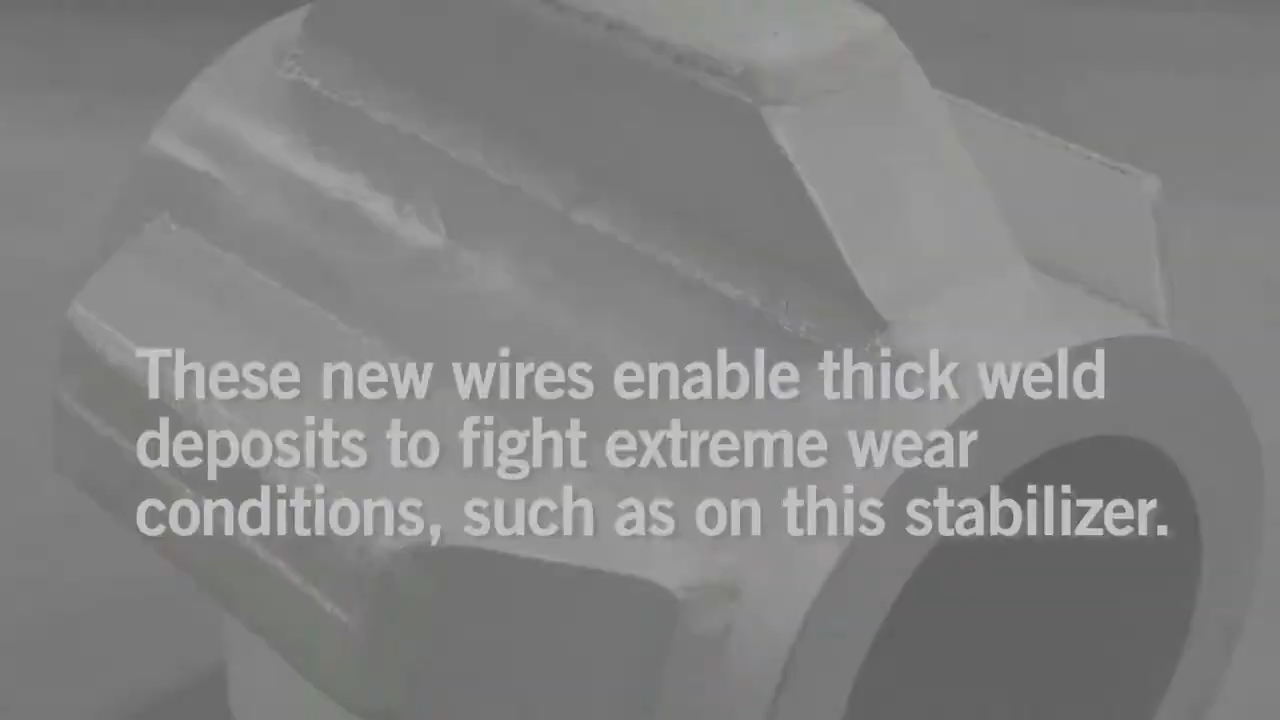 These new wires enable thick weld
deposits to fight extreme wear
conditions, such as on this stabilizer.